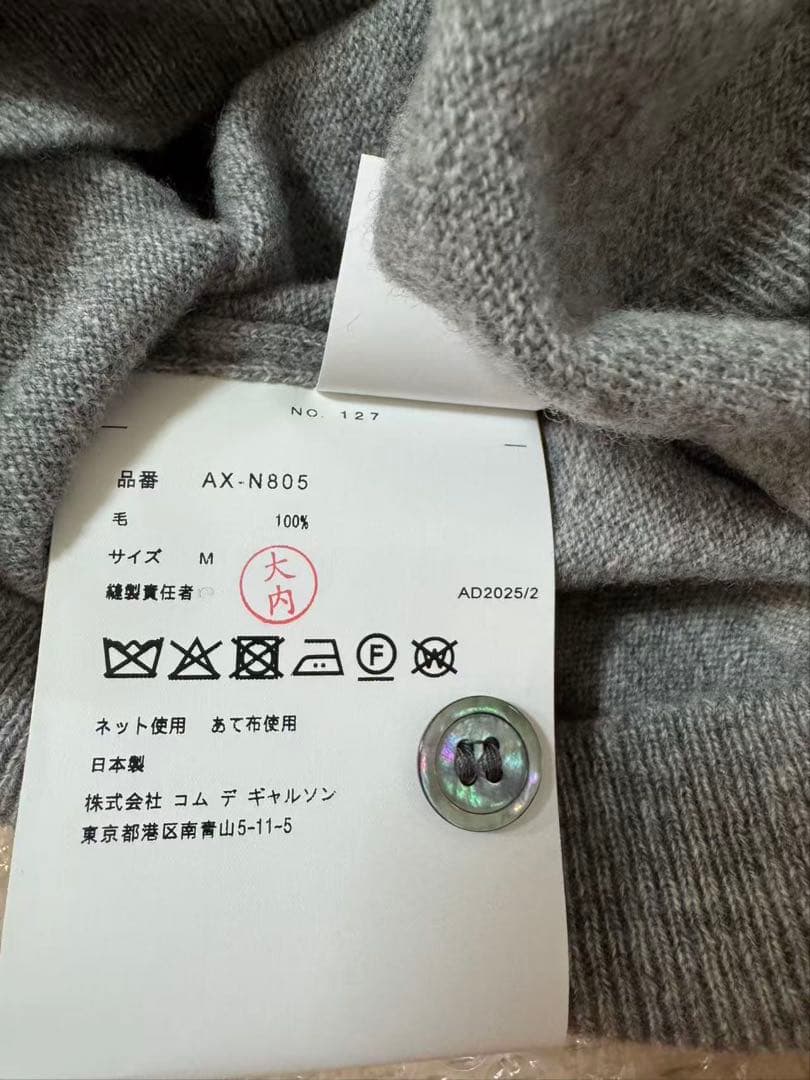 NO. 127
品番 AX-N805
毛 100%
サイズ M
縫製責任者 大内
AD2025/2
F W
ネット使用 あて布使用
日本製
株式会社 コム デ ギャルソン
東京都港区南青山5-11-5